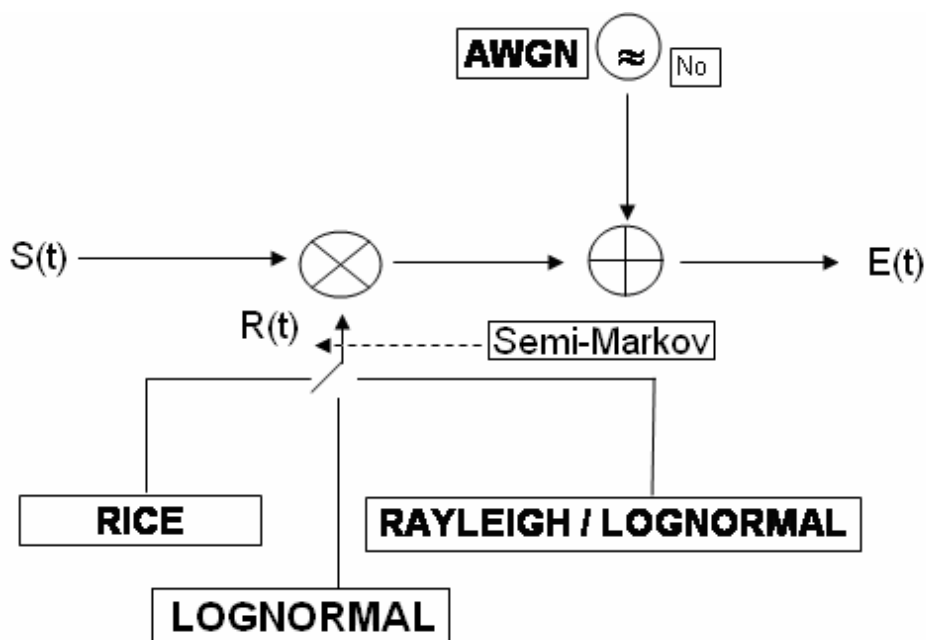 AWGN
≈
No
S(t)
E(t)
R(t)
Semi-Markov
RICE
RAYLEIGH / LOGNORMAL
LOGNORMAL